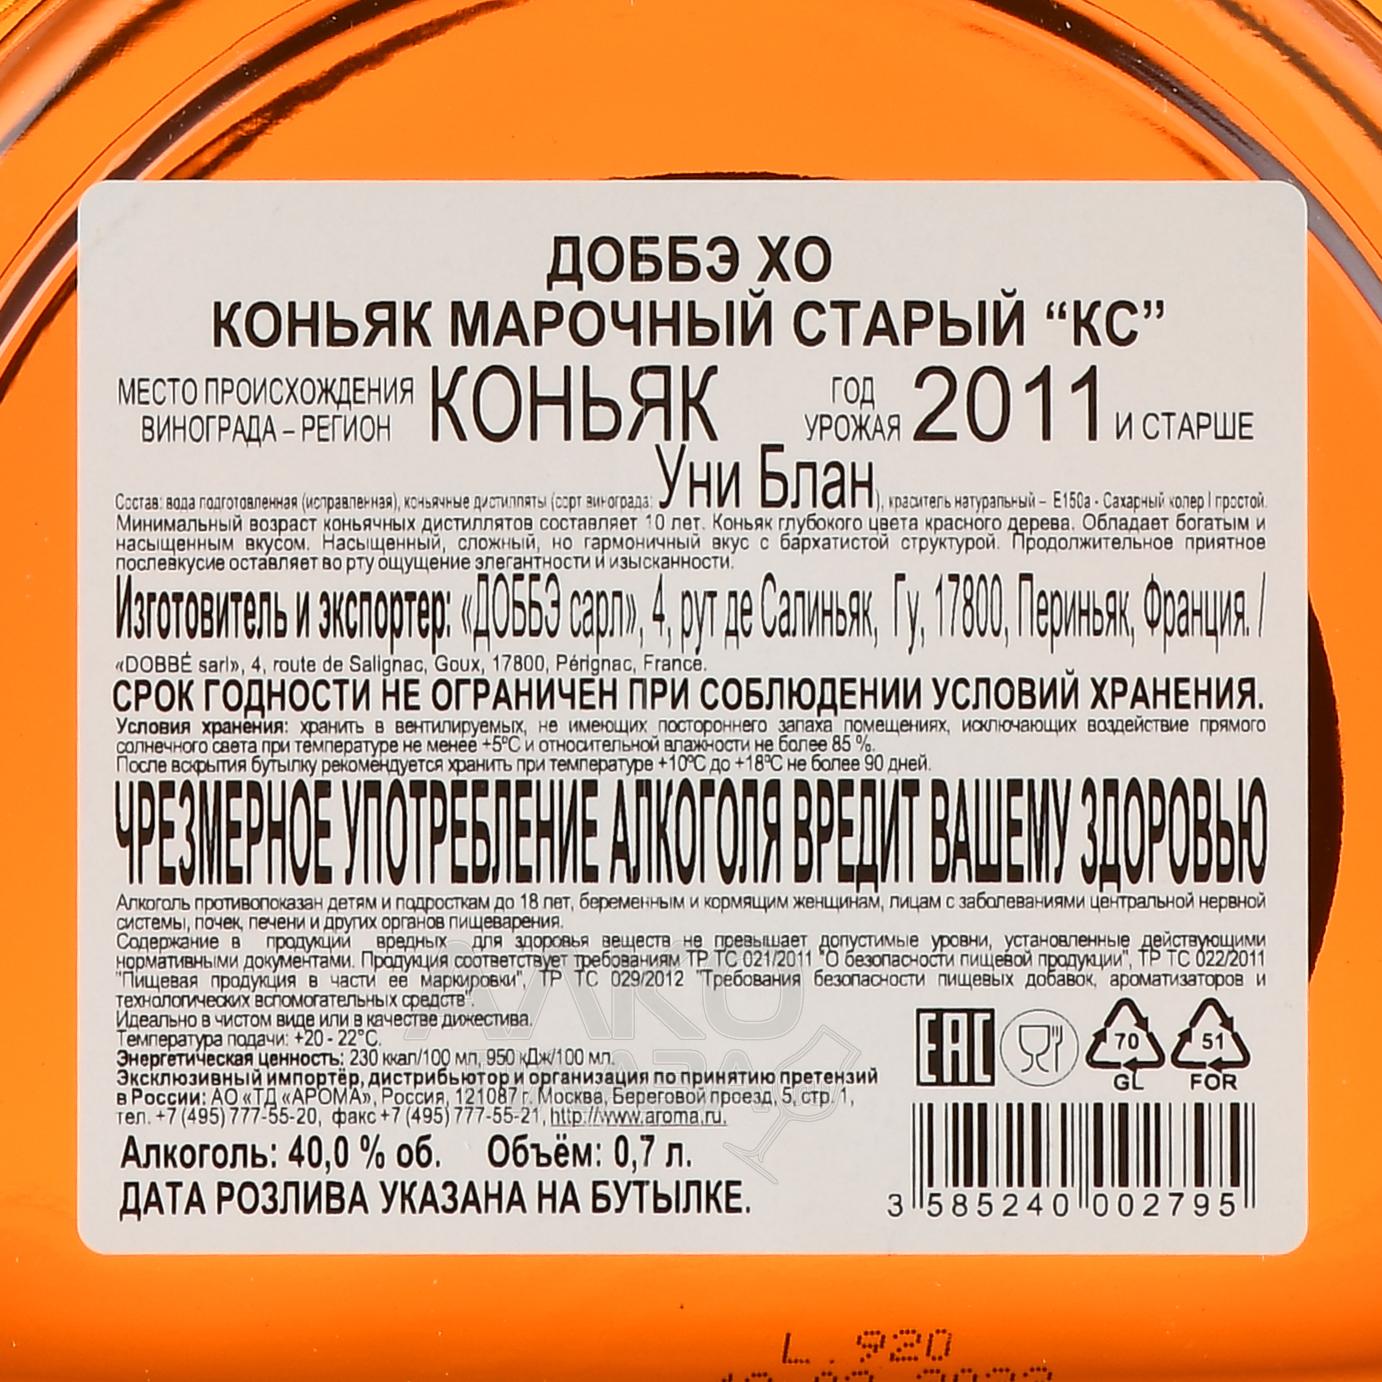 ДОББЭ ХО
КОНЬЯК МАРОЧНЫЙ СТАРЫЙ “КС”
МЕСТО ПРОИСХОЖДЕНИЯ
ВИНОГРАДА – РЕГИОН КОНЬЯК ГОД
УРОЖАЯ 2011 И СТАРШЕ
Состав: вода подготовленная (исправленная), коньячные дистилляты (сорт винограда: Уни Блан), краситель натуральный – Е150а - Сахарный колер I простой.
Минимальный возраст коньячных дистиллятов составляет 10 лет. Коньяк глубокого цвета красного дерева. Обладает богатым и
насыщенным вкусом. Насыщенный, сложный, но гармоничный вкус с бархатистой структурой. Продолжительное приятное
послевкусие оставляет во рту ощущение элегантности и изысканности.
Изготовитель и экспортер: «ДОББЭ сарл», 4, рут де Салиньяк, Гу, 17800, Периньяк, Франция. /
«DOBBÉ sarl», 4, route de Salignac, Goux, 17800, Pérignac, France.
СРОК ГОДНОСТИ НЕ ОГРАНИЧЕН ПРИ СОБЛЮДЕНИИ УСЛОВИЙ ХРАНЕНИЯ.
Условия хранения: хранить в вентилируемых, не имеющих постороннего запаха помещениях, исключающих воздействие прямого
солнечного света при температуре не менее +5°С и относительной влажности не более 85 %.
После вскрытия бутылку рекомендуется хранить при температуре +10°С до +18°С не более 90 дней.
ЧРЕЗМЕРНОЕ УПОТРЕБЛЕНИЕ АЛКОГОЛЯ ВРЕДИТ ВАШЕМУ ЗДОРОВЬЮ
Алкоголь противопоказан детям и подросткам до 18 лет, беременным и кормящим женщинам, лицам с заболеваниями центральной нервной
системы, почек, печени и других органов пищеварения.
Содержание в продукции вредных для здоровья веществ не превышает допустимые уровни, установленные действующими
нормативными документами. Продукция соответствует требованиям ТР ТС 021/2011 "О безопасности пищевой продукции", ТР ТС 022/2011
"Пищевая продукция в части ее маркировки", ТР ТС 029/2012 "Требования безопасности пищевых добавок, ароматизаторов и
технологических вспомогательных средств".
Идеально в чистом виде или в качестве дижестива.
Температура подачи: +20 - 22°С.
Энергетическая ценность: 230 ккал/100 мл, 950 кДж/100 мл.
Эксклюзивный импортёр, дистрибьютор и организация по принятию претензий
в России: АО «ТД «АРОМА», Россия, 121087 г. Москва, Береговой проезд, 5, стр. 1,
тел. +7 (495) 777-55-20, факс +7 (495) 777-55-21, http://www.aroma.ru.
Алкоголь: 40,0 % об. Объём: 0,7 л.
ДАТА РОЗЛИВА УКАЗАНА НА БУТЫЛКЕ.
EAC
70
GL
51
FOR
3 585240 002795
L. 920